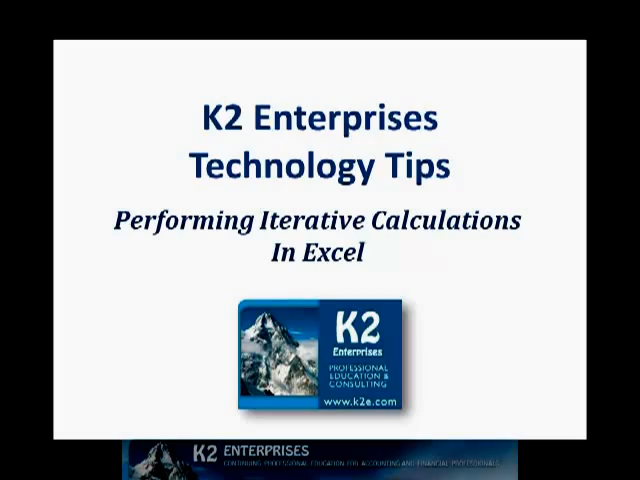 K2 Enterprises
Technology Tips
Performing Iterative Calculations
In Excel
K2
Enterprises
PROFESSIONAL
EDUCATION &
CONSULTING
www.k2e.com
K2 ENTERPRISES
CONTINUING PROFESSIONAL EDUCATION FOR ACCOUNTING AND FINANCIAL PROFESSIONALS